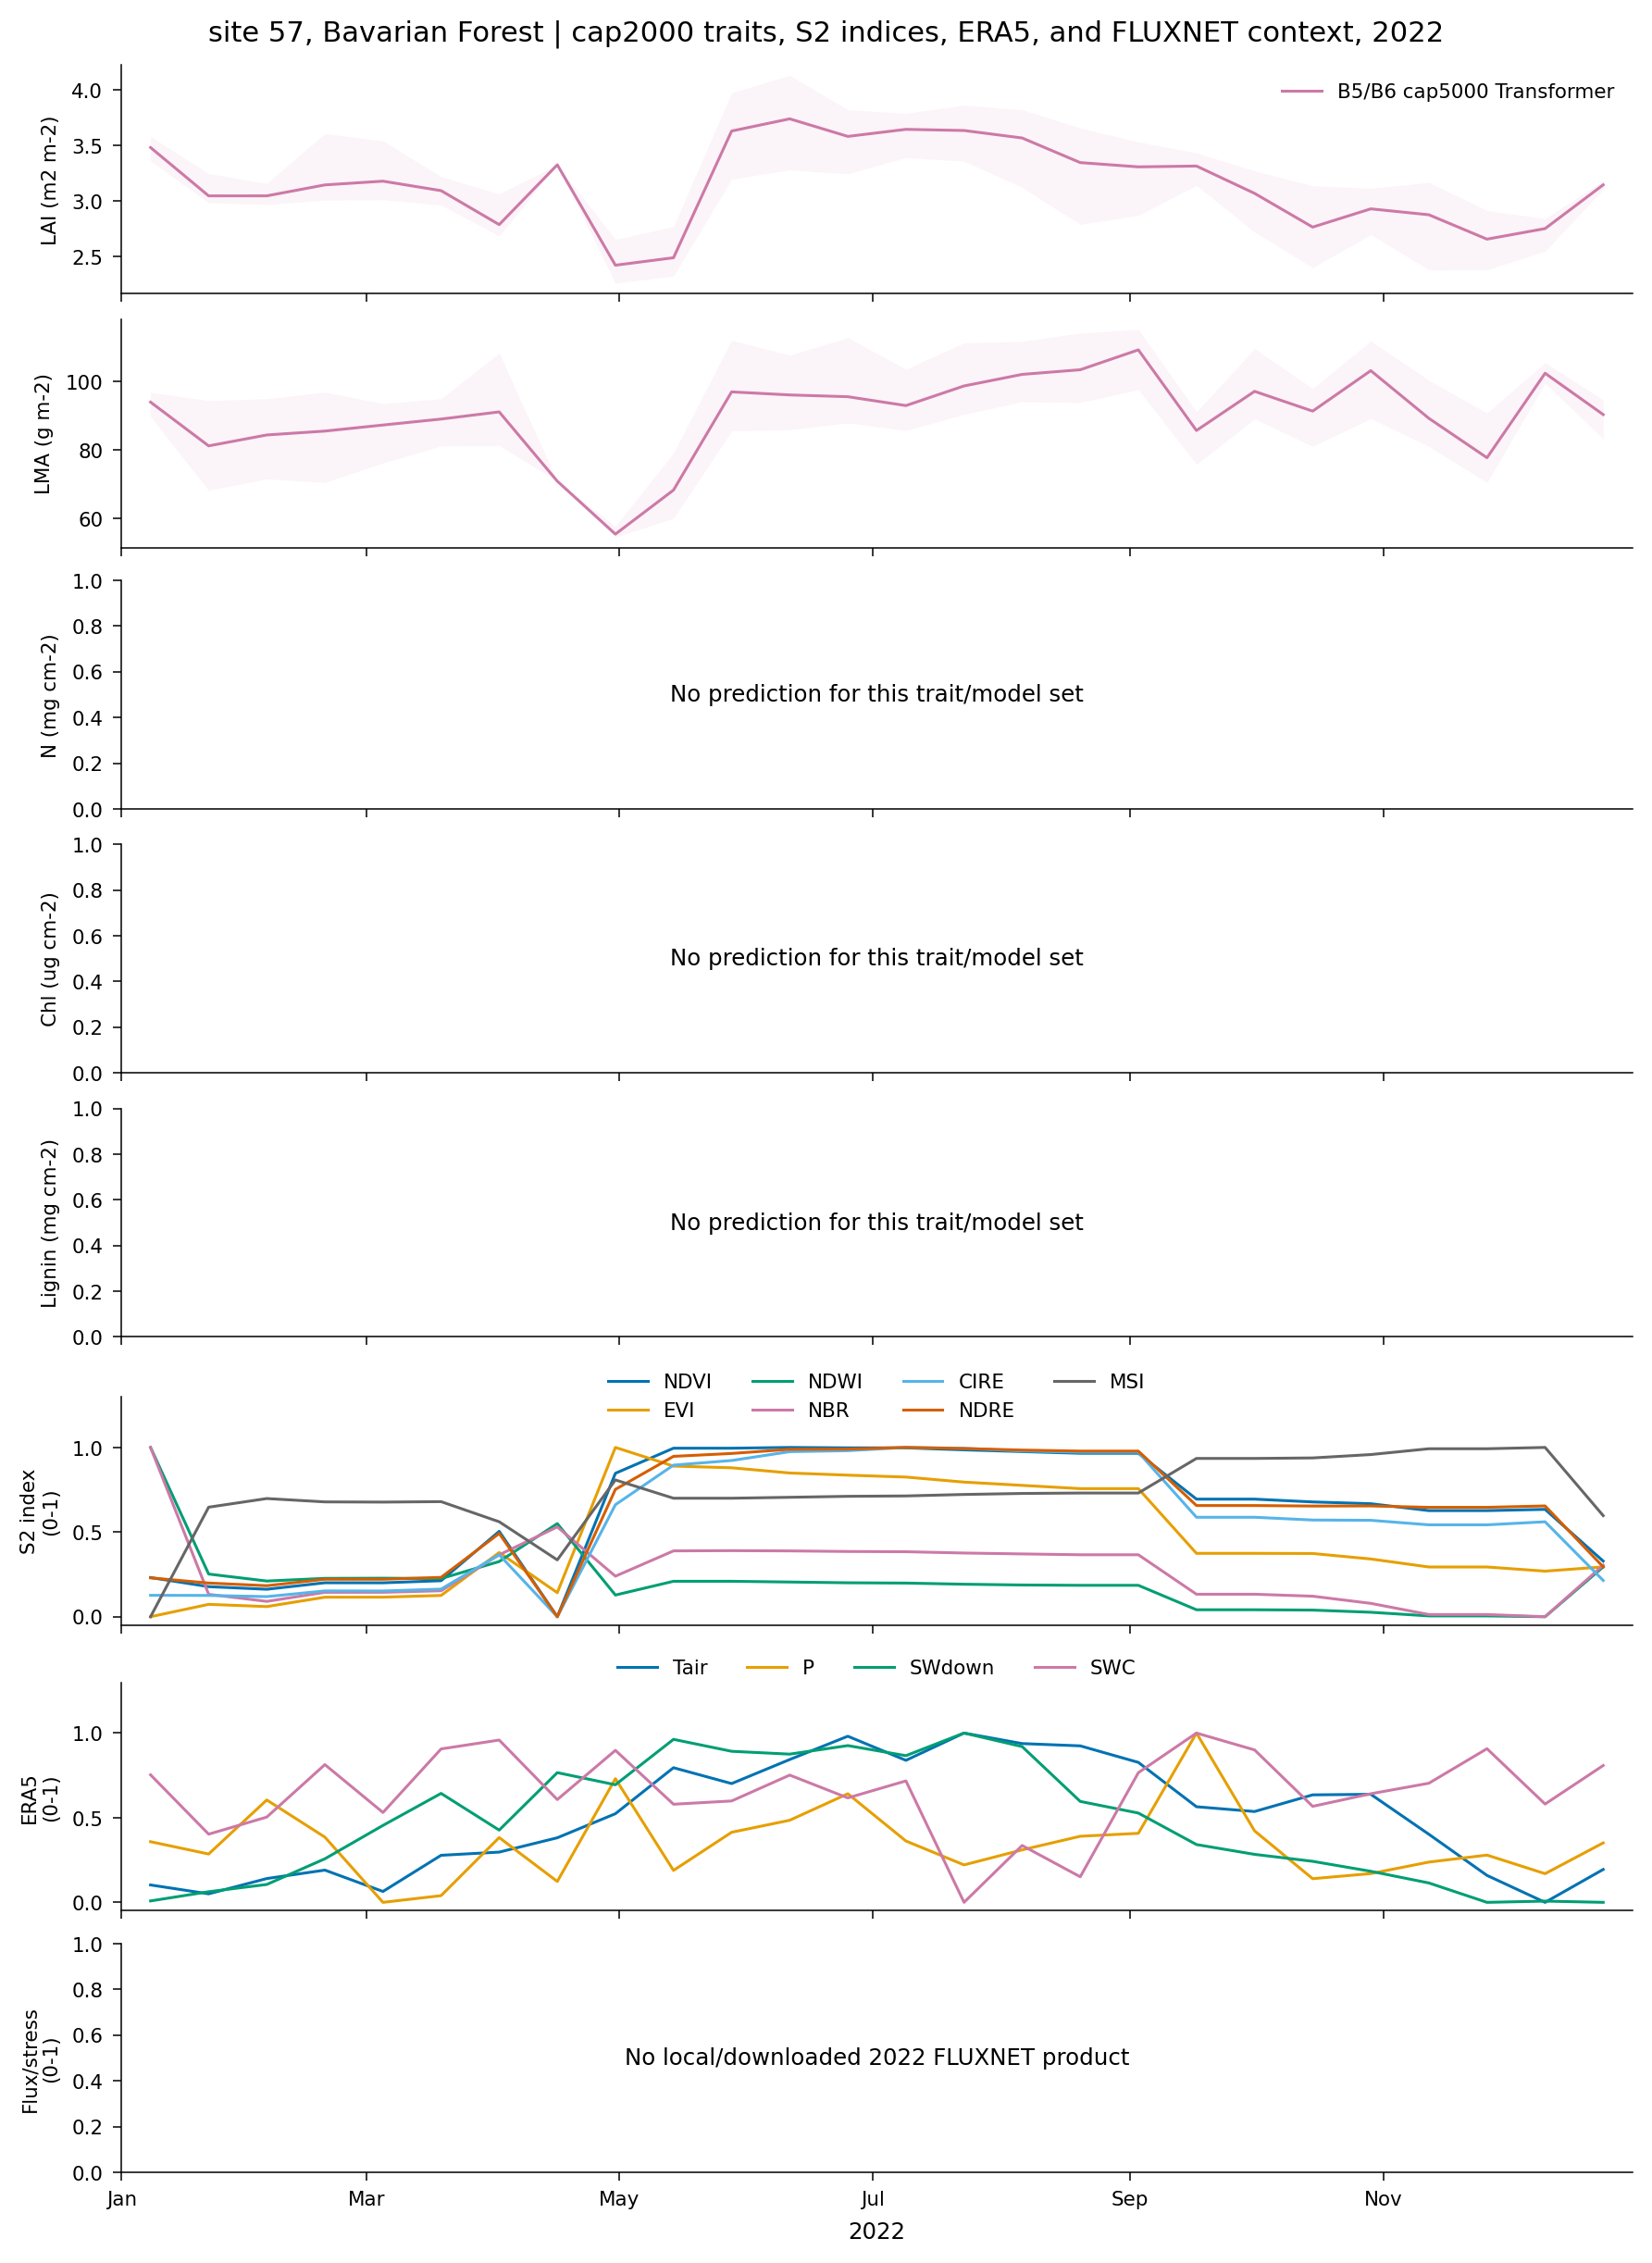 site 57, Bavarian Forest | cap2000 traits, S2 indices, ERA5, and FLUXNET context, 2022
LAI (m2 m-2)
4.0
3.5
3.0
2.5
B5/B6 cap5000 Transformer
LMA (g m-2)
100
80
60
N (mg cm-2)
1.0
0.8
0.6
0.4
0.2
0.0
No prediction for this trait/model set
Chl (ug cm-2)
1.0
0.8
0.6
0.4
0.2
0.0
No prediction for this trait/model set
Lignin (mg cm-2)
1.0
0.8
0.6
0.4
0.2
0.0
No prediction for this trait/model set
NDVI NDWI CIRE MSI
EVI NBR NDRE
S2 index
(0-1)
1.0
0.5
0.0
Tair P SWdown SWC
ERA5
(0-1)
1.0
0.5
0.0
Flux/stress
(0-1)
1.0
0.8
0.6
0.4
0.2
0.0
No local/downloaded 2022 FLUXNET product
Jan Mar May Jul Sep Nov
2022